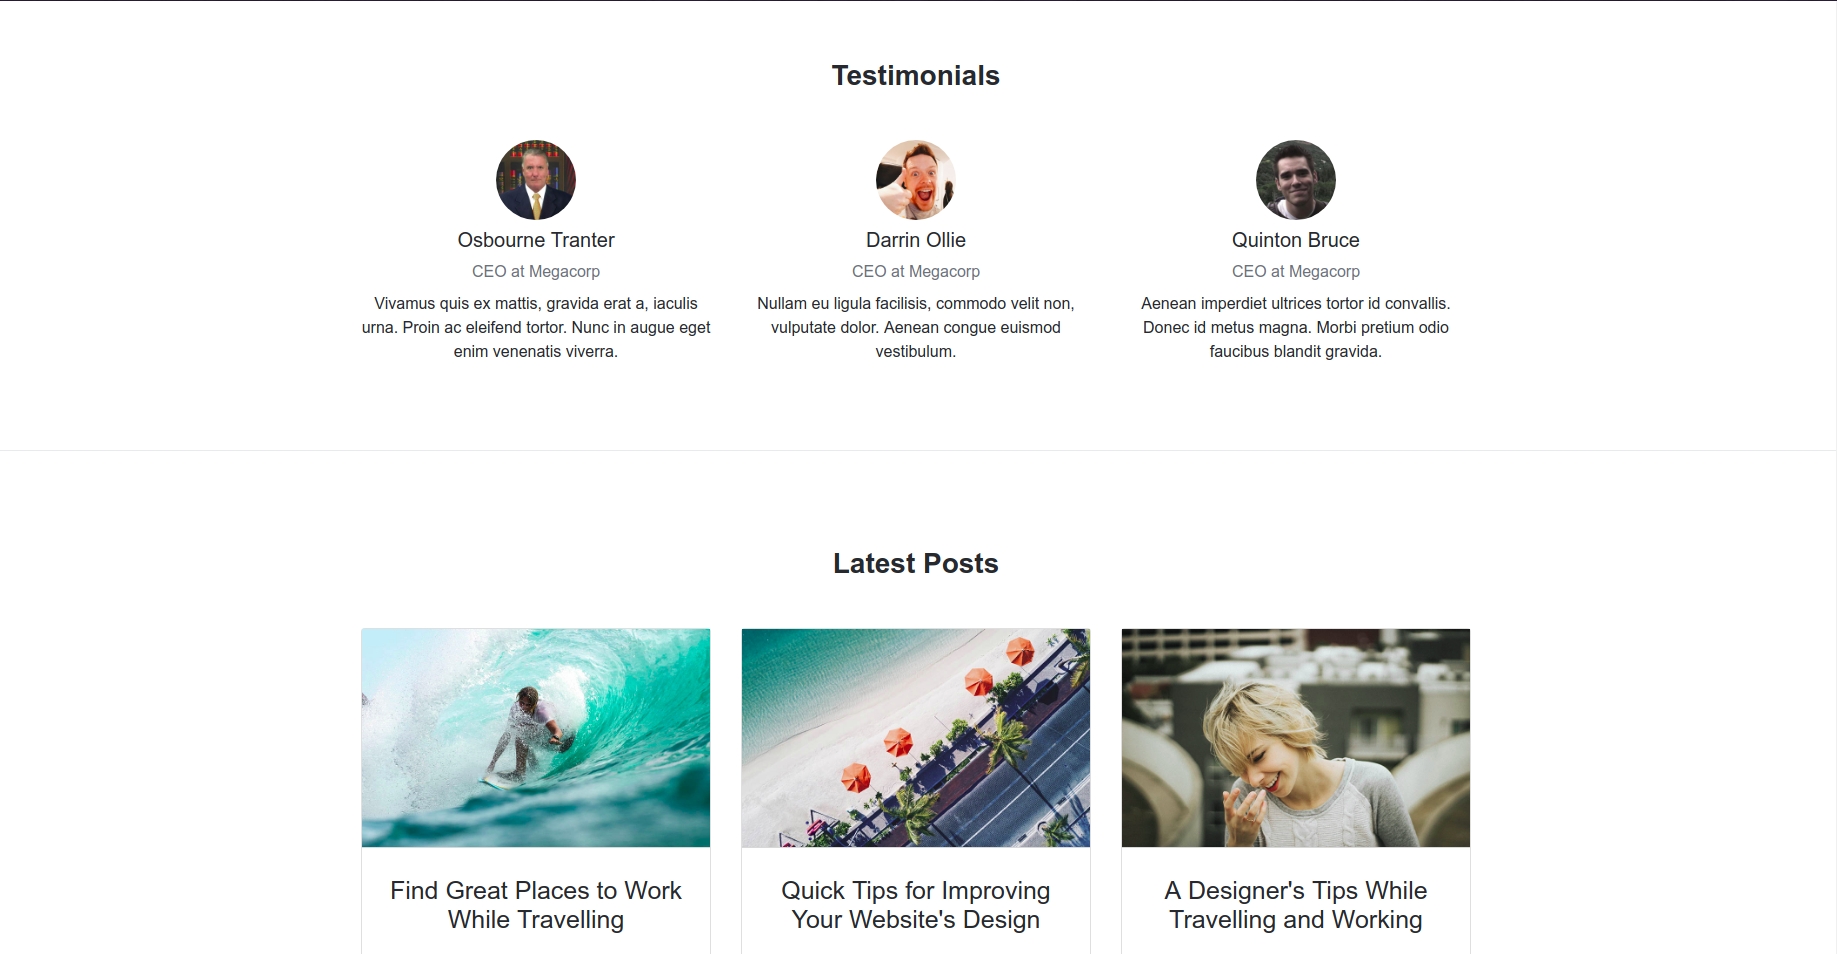 Testimonials
Osbourne Tranter
CEO at Megacorp
Vivamus quis ex mattis, gravida erat a, iaculis
urna. Proin ac eleifend tortor. Nunc in augue eget
enim venenatis viverra.
Darrin Ollie
CEO at Megacorp
Nullam eu ligula facilisis, commodo velit non,
vulputate dolor. Aenean congue euismod
vestibulum.
Quinton Bruce
CEO at Megacorp
Aenean imperdiet ultrices tortor id convallis.
Donec id metus magna. Morbi pretium odio
faucibus blandit gravida.
Latest Posts
Find Great Places to Work
While Travelling
Quick Tips for Improving
Your Website's Design
A Designer's Tips While
Travelling and Working